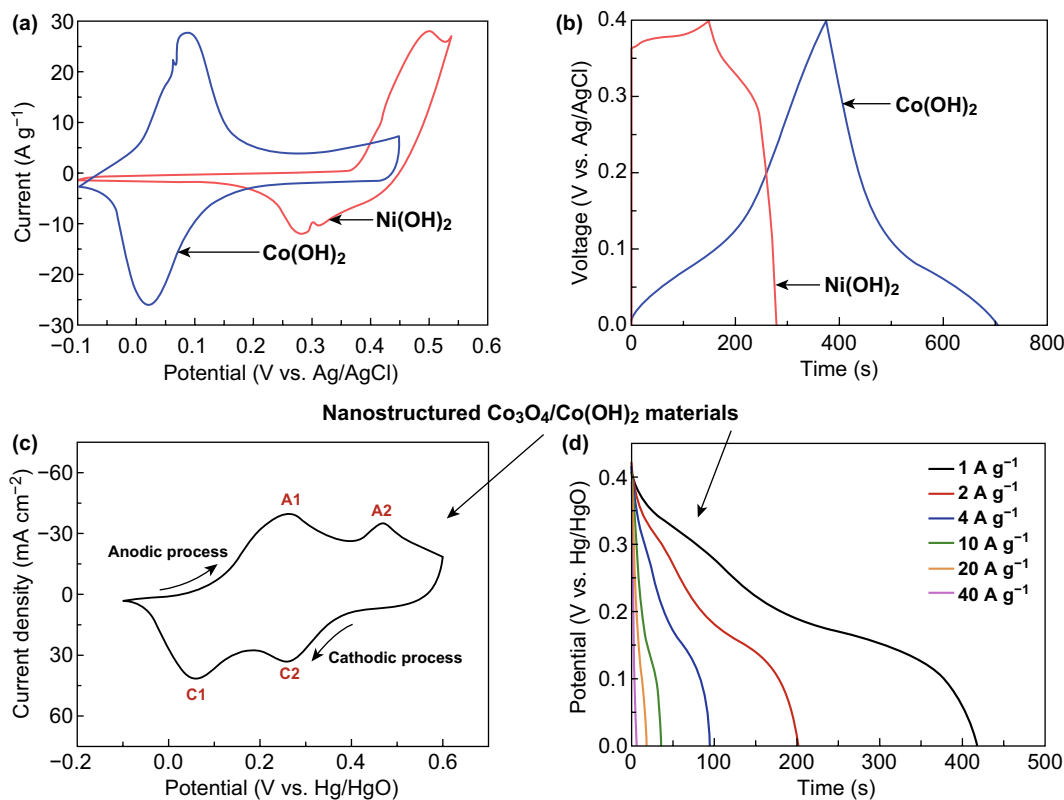 (a)
30
20
10
0
−10
−20
−30
Current (A g⁻¹)
Ni(OH)₂
Co(OH)₂
−0.1 0.0 0.1 0.2 0.3 0.4 0.5 0.6
Potential (V vs. Ag/AgCl)
(b)
0.4
0.3
0.2
0.1
0.0
Voltage (V vs. Ag/AgCl)
Co(OH)₂
Ni(OH)₂
0 200 400 600 800
Time (s)
Nanostructured Co₃O₄/Co(OH)₂ materials
(c)
−60
−30
0
30
60
Current density (mA cm⁻²)
A1
A2
Anodic process
Cathodic process
C1
C2
−0.2 0.0 0.2 0.4 0.6
Potential (V vs. Hg/HgO)
(d)
0.4
0.3
0.2
0.1
0.0
Potential (V vs. Hg/HgO)
1 A g⁻¹
2 A g⁻¹
4 A g⁻¹
10 A g⁻¹
20 A g⁻¹
40 A g⁻¹
0 100 200 300 400 500
Time (s)